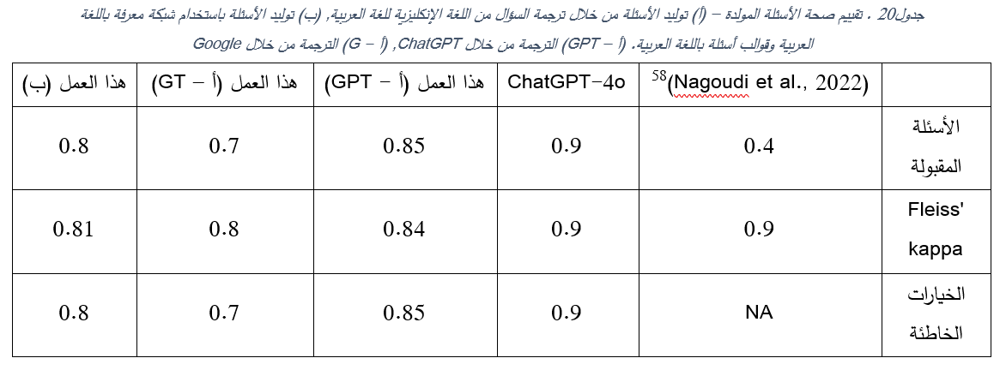 جدول20 . تقييم صحة الأسئلة المولدة – (أ) توليد الأسئلة من خلال ترجمة السؤال من اللغة الإنكليزية للغة العربية, (ب) توليد الأسئلة باستخدام شبكة معرفة باللغة
العربية وقوالب أسئلة باللغة العربية. (أ – GPT) الترجمة من خلال ChatGPT, (أ – G) الترجمة من خلال Google
(Nagoudi et al., 2022)58 ChatGPT-4o هذا العمل (أ – GPT) هذا العمل (أ – GT) هذا العمل (ب)
الأسئلة
المقبولة
0.4 0.9 0.85 0.7 0.8
Fleiss'
kappa
0.9 0.9 0.84 0.8 0.81
الخيارات
الخاطئة
NA 0.9 0.85 0.7 0.8